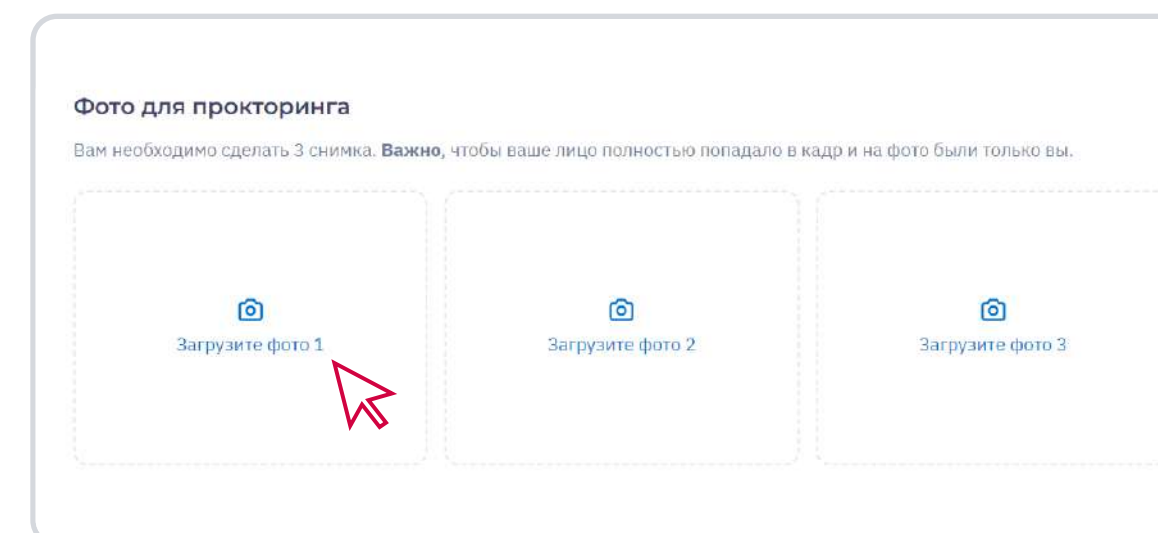 Фото для прокторинга
Вам необходимо сделать 3 снимка. Важно, чтобы ваше лицо полностью попадало в кадр и на фото были только вы.
Загрузите фото 1
Загрузите фото 2
Загрузите фото 3